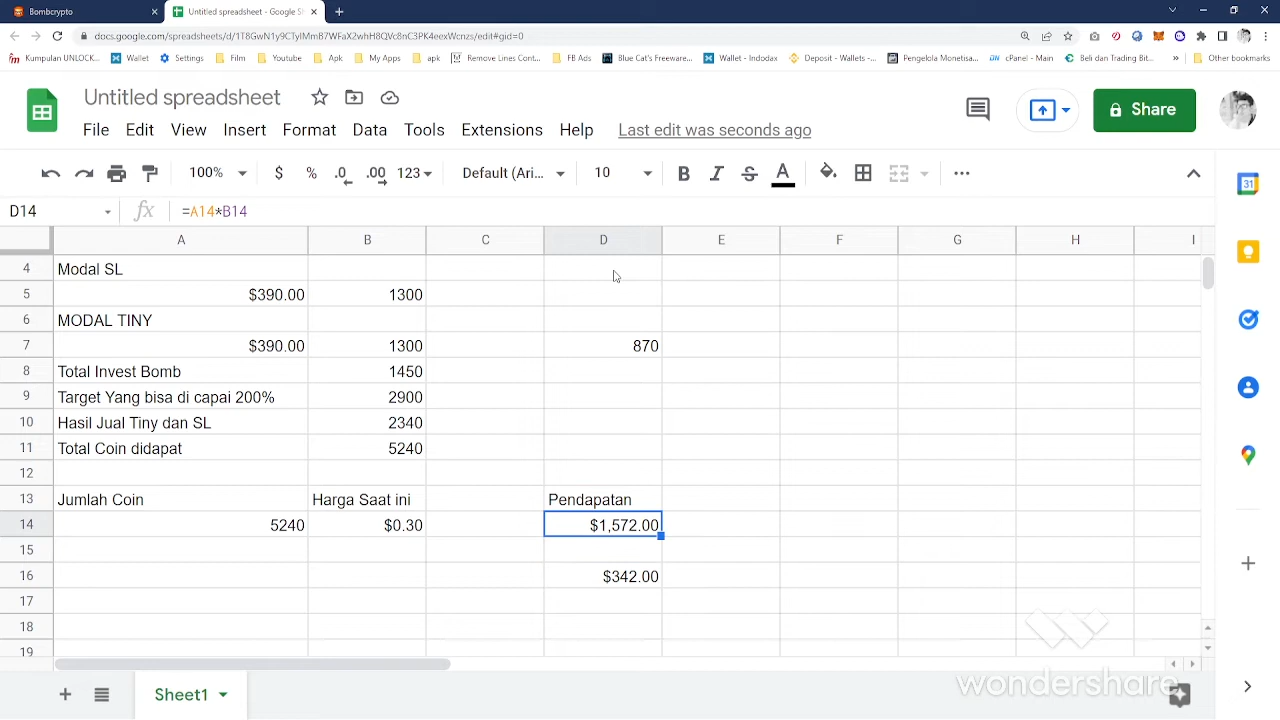 Bombcrypto
Untitled spreadsheet - Google Sh
docs.google.com/spreadsheets/d/1T8GwN1y9CTyIMmB7WFaX2whH8QVc8nC3PK4eexWcnzs/edit#gid=0
Kumpulan UNLOCK... Wallet Settings Film Youtube Apk My Apps apk Remove Lines Cont... FB Ads Blue Cat's Freeware... Wallet - Indodax Deposit - Wallets -... Pengelola Monetisa... cPanel - Main Beli dan Trading Bit... » Other bookmarks
Untitled spreadsheet
File Edit View Insert Format Data Tools Extensions Help Last edit was seconds ago
Share
100% $ % .0 .00 123 Default (Ari... 10 B I S A
D14 fx =A14*B14
A B C D E F G H I
4 Modal SL
5 $390.00 1300
6 MODAL TINY
7 $390.00 1300 870
8 Total Invest Bomb 1450
9 Target Yang bisa di capai 200% 2900
10 Hasil Jual Tiny dan SL 2340
11 Total Coin didapat 5240
12
13 Jumlah Coin Harga Saat ini Pendapatan
14 5240 $0.30 $1,572.00
15
16 $342.00
17
18
19
Sheet1
wondershare
31